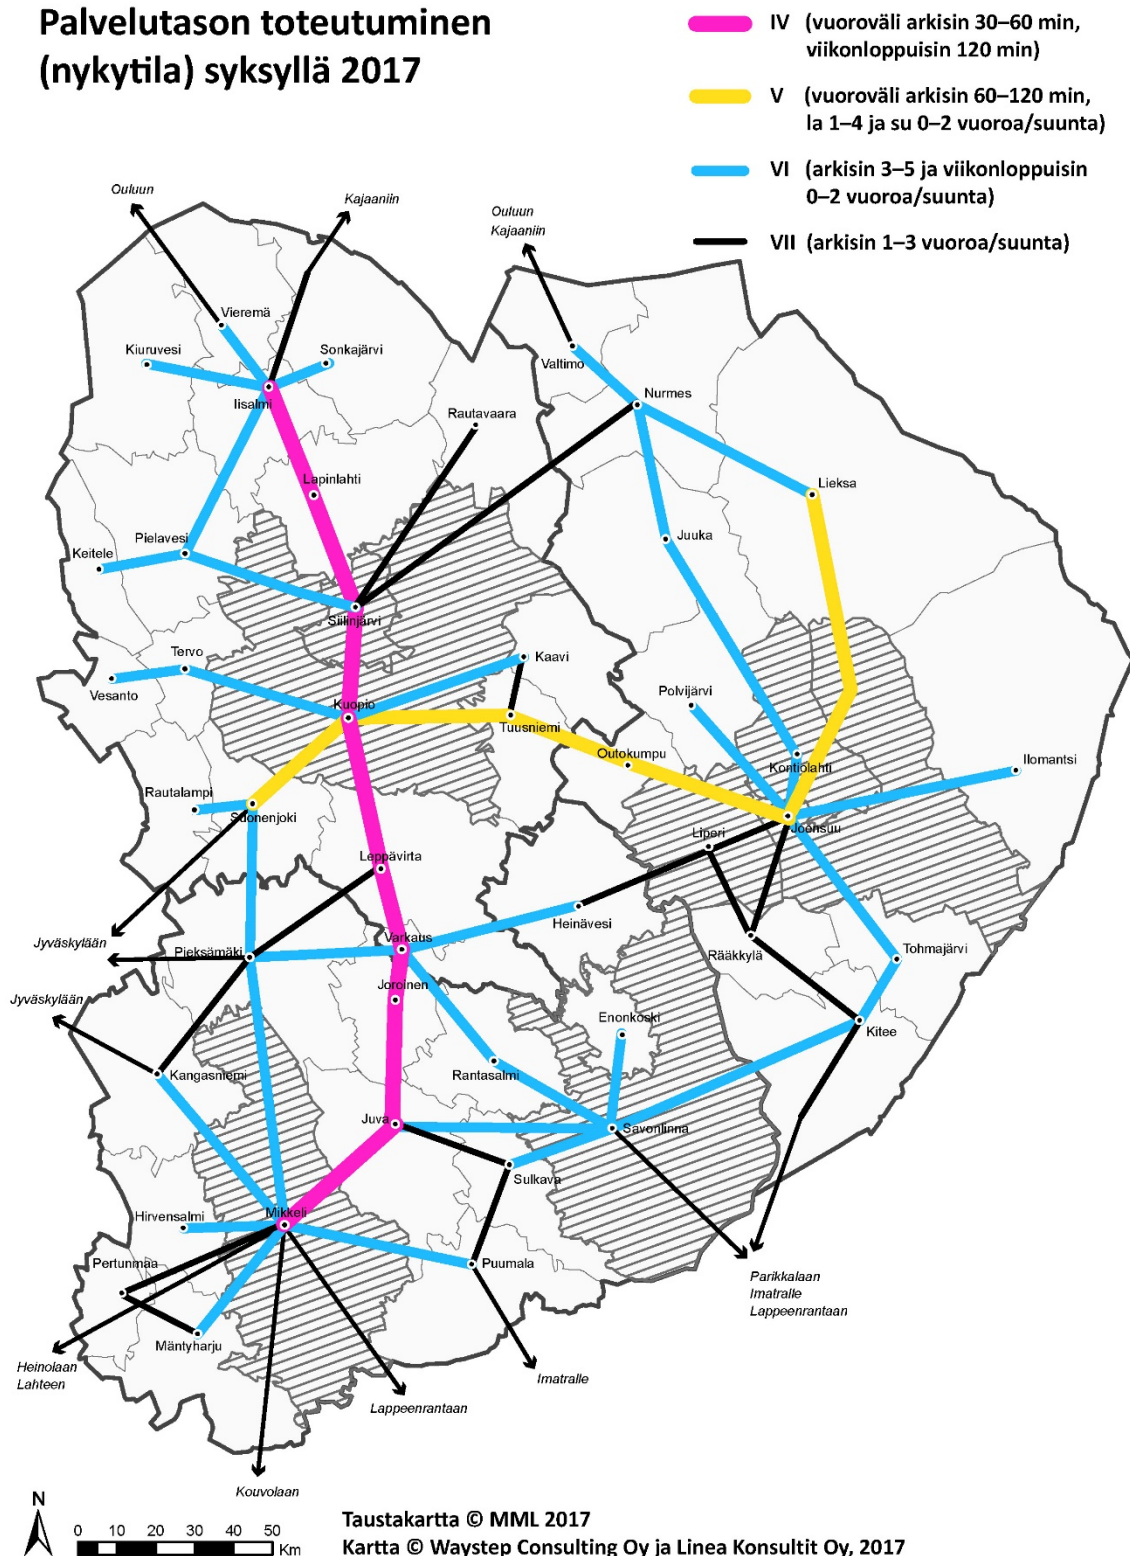 Palvelutason toteutuminen
(nykytila) syksyllä 2017
IV (vuoroväli arkisin 30–60 min,
viikonloppuisin 120 min)
V (vuoroväli arkisin 60–120 min,
la 1–4 ja su 0–2 vuoroa/suunta)
VI (arkisin 3–5 ja viikonloppuisin
0–2 vuoroa/suunta)
VII (arkisin 1–3 vuoroa/suunta)
Ouluun
Kajaaniin
Ouluun
Kajaaniin
Vieremä
Kiuruvesi
Sonkajärvi
Valtimo
Iisalmi
Nurmes
Rautavaara
Lapinlahti
Lieksa
Pielavesi
Juuka
Keitele
Siilinjärvi
Tervo
Kaavi
Vesanto
Polvijärvi
Kuopio
Tuusniemi
Outokumpu
Kontiolahti
Ilomantsi
Rautalampi
Suonenjoki
Joensuu
Liperi
Leppävirta
Heinävesi
Jyväskylään
Pieksämäki
Varkaus
Rääkkylä
Tohmajärvi
Jyväskylään
Joroinen
Enonkoski
Kitee
Kangasniemi
Rantasalmi
Juva
Savonlinna
Sulkava
Hirvensalmi
Mikkeli
Pertunmaa
Puumala
Parikkalaan
Imatralle
Lappeenrantaan
Mäntyharju
Heinolaan
Lahteen
Imatralle
Lappeenrantaan
Kouvolaan
N
0 10 20 30 40 50
Km
Taustakartta © MML 2017
Kartta © Waystep Consulting Oy ja Linea Konsultit Oy, 2017